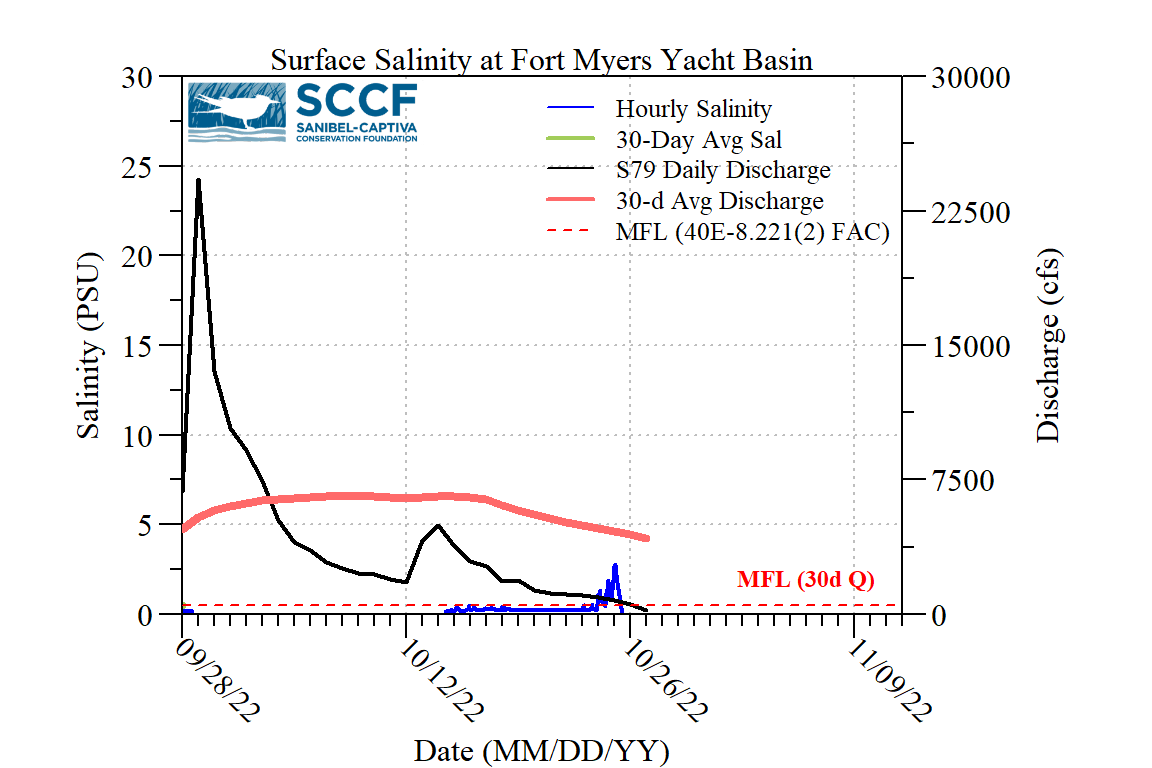 Surface Salinity at Fort Myers Yacht Basin
SCCF
SANIBEL-CAPTIVA
CONSERVATION FOUNDATION
Hourly Salinity
30-Day Avg Sal
S79 Daily Discharge
30-d Avg Discharge
MFL (40E-8.221(2) FAC)
30
25
20
15
10
5
0
Salinity (PSU)
30000
22500
15000
7500
0
Discharge (cfs)
MFL (30d Q)
09/28/22
10/12/22
10/26/22
11/09/22
Date (MM/DD/YY)